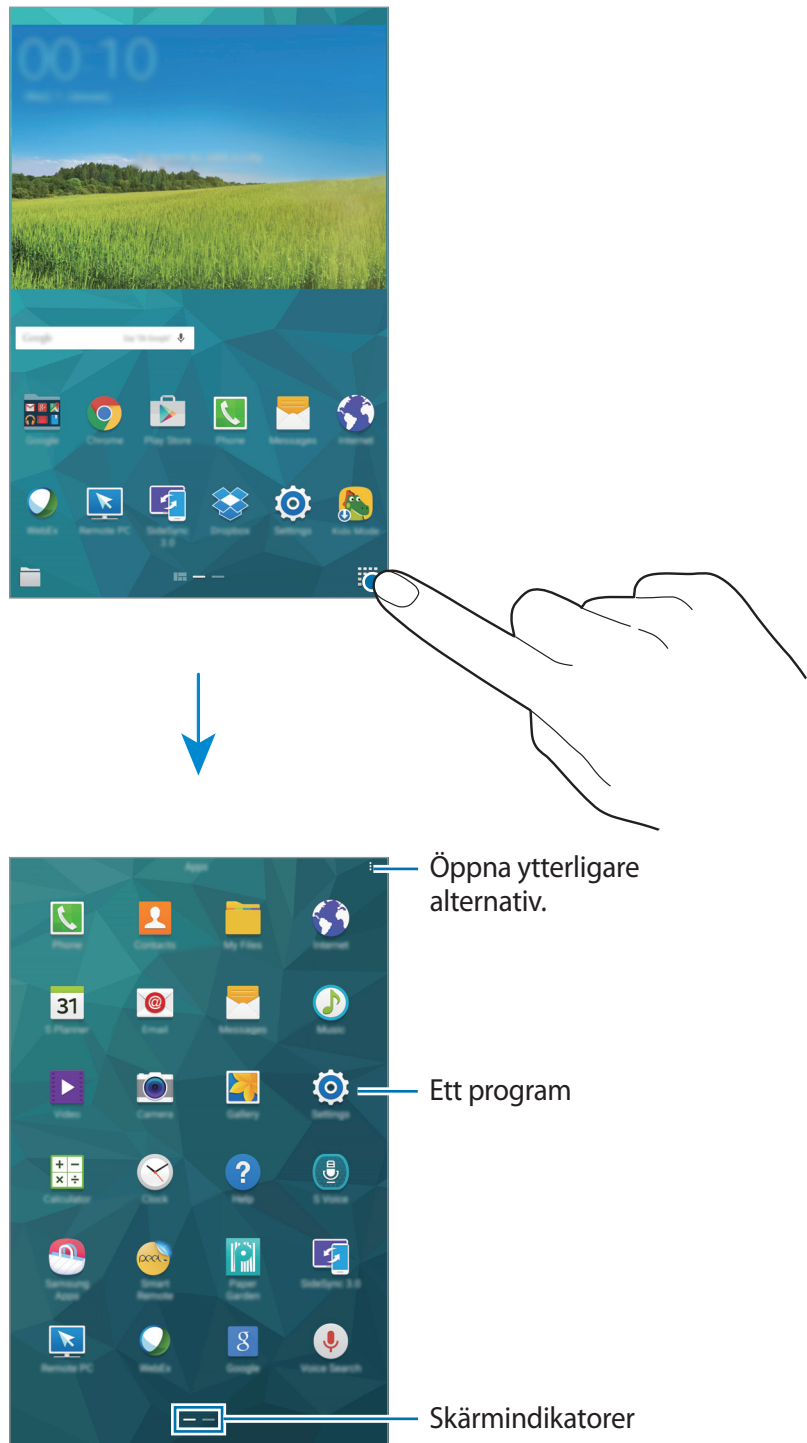 00:10
Google
Google
Chrome
Play Store
Phone
Messages
Internet
WebEx
Remote PC
SideSync
3.0
Dropbox
Settings
Kids Mode
Apps
Öppna ytterligare
alternativ.
Phone
Contacts
My Files
Internet
31
S Planner
Email
Messages
Music
Ett program
Video
Camera
Gallery
Settings
Calculator
Clock
Help
S Voice
peel
Samsung
Apps
Smart
Remote
Paper
Garden
SideSync 3.0
Remote PC
WebEx
Google
Voice Search
Skärmindikatorer